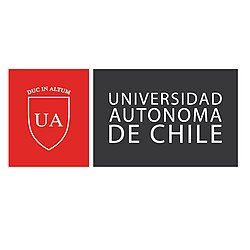 DUC IN ALTUM
UA
UNIVERSIDAD
AUTONOMA
DE CHILE